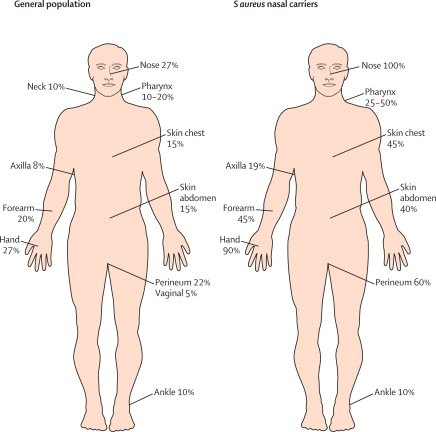 General population
Nose 27%
Neck 10%
Pharynx
10–20%
Skin chest
15%
Axilla 8%
Skin
abdomen
15%
Forearm
20%
Hand
27%
Perineum 22%
Vaginal 5%
Ankle 10%
S aureus nasal carriers
Nose 100%
Pharynx
25–50%
Skin chest
45%
Axilla 19%
Skin
abdomen
40%
Forearm
45%
Hand
90%
Perineum 60%
Ankle 10%